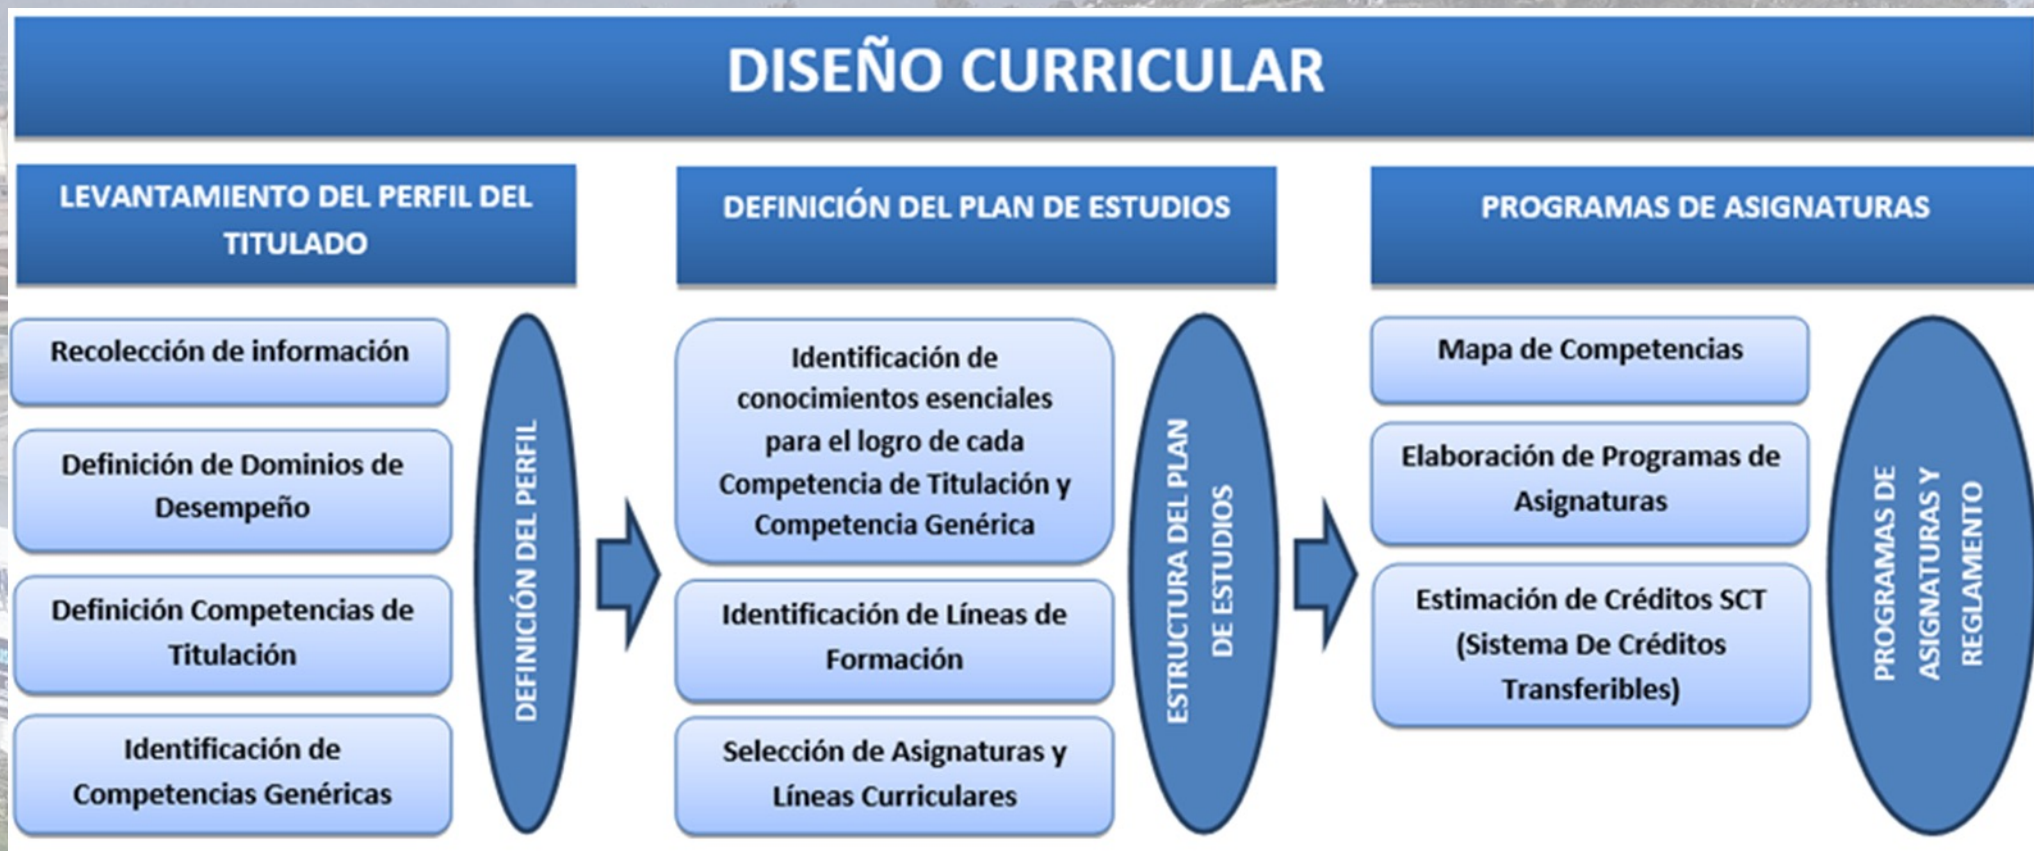 DISEÑO CURRICULAR
LEVANTAMIENTO DEL PERFIL DEL
TITULADO
Recolección de información
Definición de Dominios de
Desempeño
Definición Competencias de
Titulación
Identificación de
Competencias Genéricas
DEFINICIÓN DEL PERFIL
DEFINICIÓN DEL PLAN DE ESTUDIOS
Identificación de
conocimientos esenciales
para el logro de cada
Competencia de Titulación y
Competencia Genérica
Identificación de Líneas de
Formación
Selección de Asignaturas y
Líneas Curriculares
ESTRUCTURA DEL PLAN
DE ESTUDIOS
PROGRAMAS DE ASIGNATURAS
Mapa de Competencias
Elaboración de Programas de
Asignaturas
Estimación de Créditos SCT
(Sistema De Créditos
Transferibles)
PROGRAMAS DE
ASIGNATURAS Y
REGLAMENTO